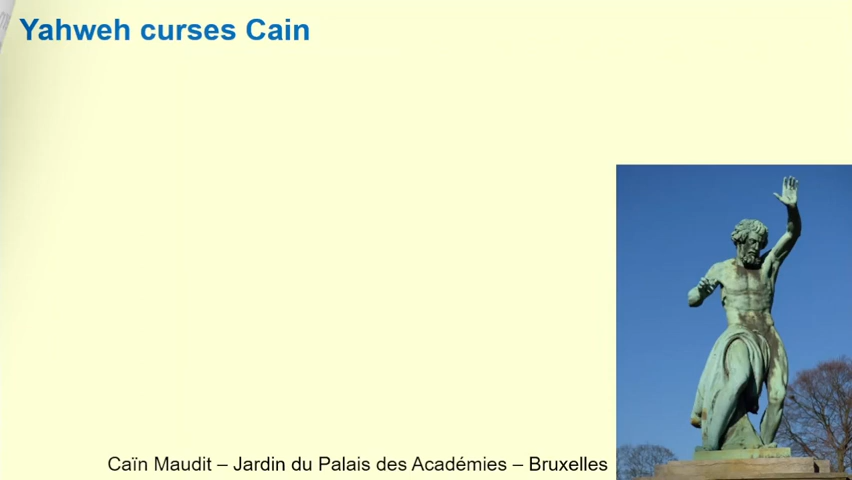 Yahweh curses Cain
Caïn Maudit – Jardin du Palais des Académies – Bruxelles